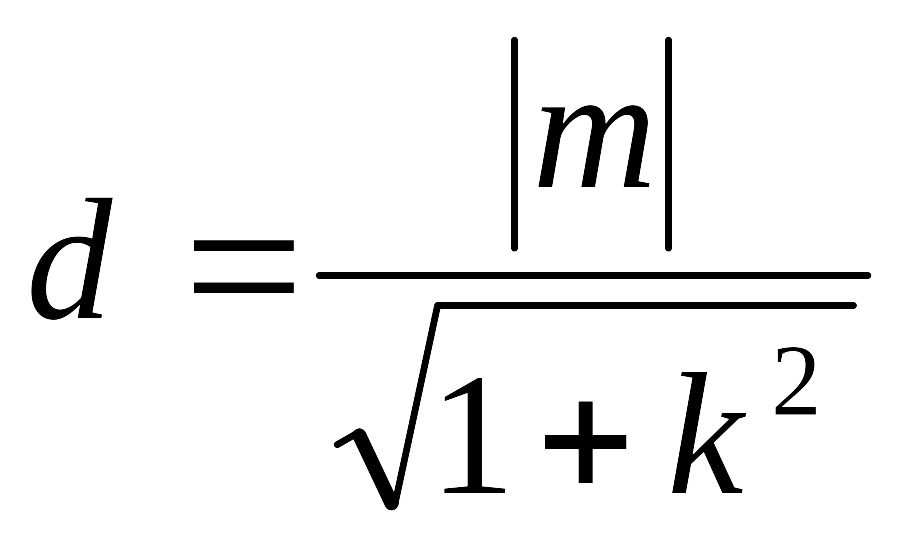 d = |m| / √(1 + k²)